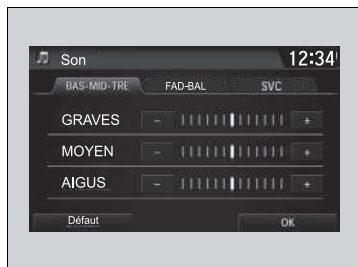 Son 12:34
BAS-MID-TRE FAD-BAL SVC
GRAVES - +
MOYEN - +
AIGUS - +
Défaut OK